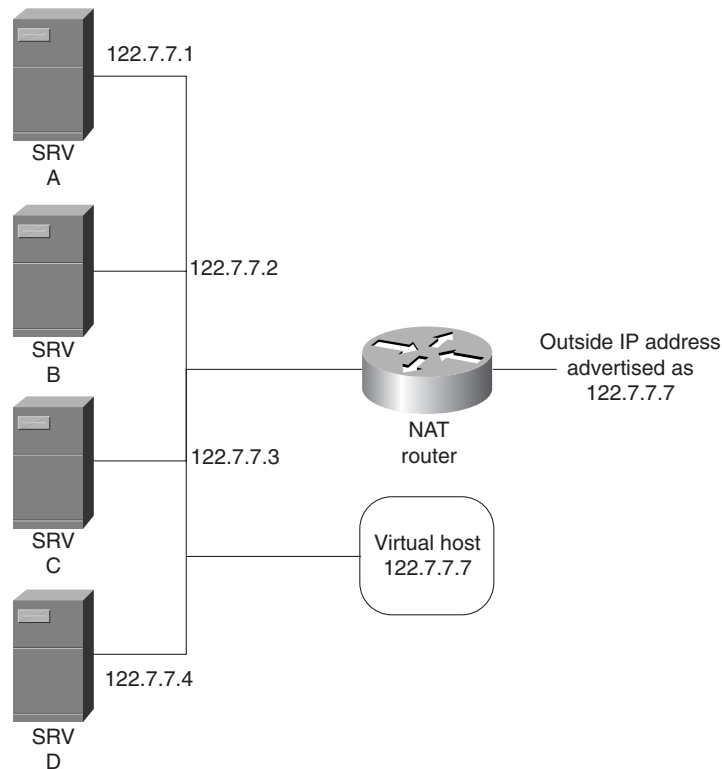 122.7.7.1
SRV
A
122.7.7.2
SRV
B
Outside IP address
advertised as
122.7.7.7
NAT
router
122.7.7.3
SRV
C
Virtual host
122.7.7.7
122.7.7.4
SRV
D